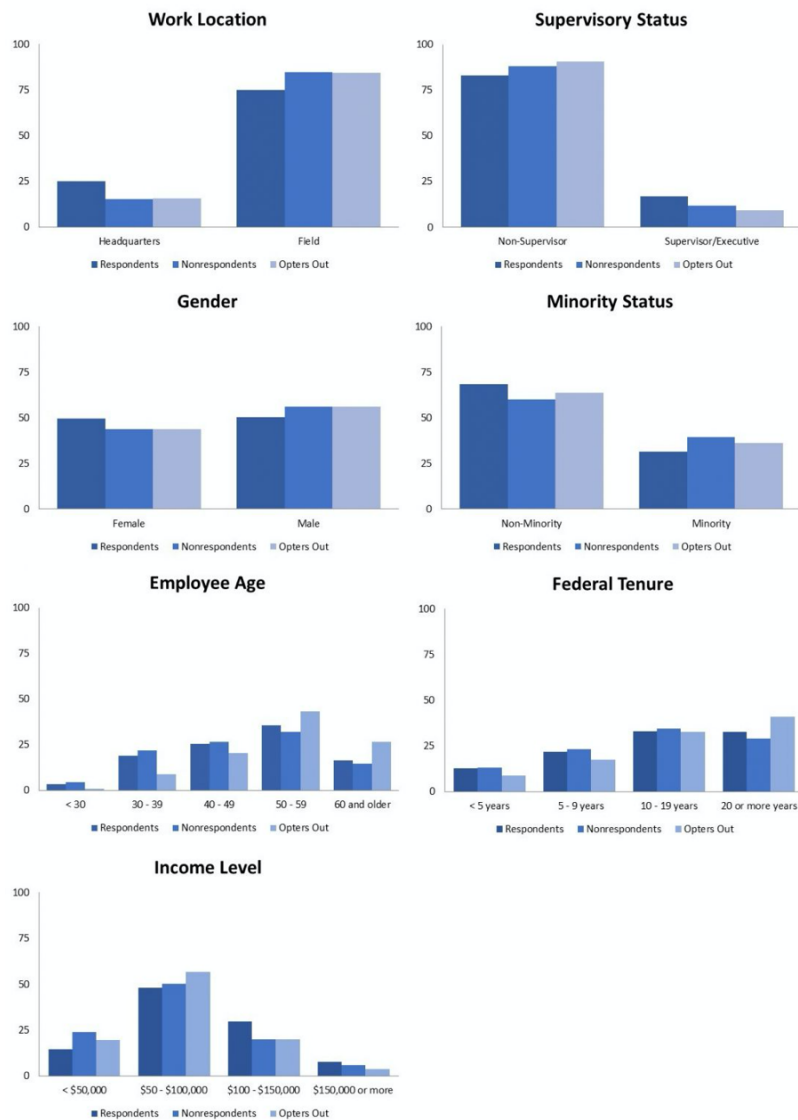 Work Location
100
75
50
25
0
Headquarters
Field
Respondents Nonrespondents Opters Out
Supervisory Status
100
75
50
25
0
Non-Supervisor
Supervisor/Executive
Respondents Nonrespondents Opters Out
Gender
100
75
50
25
0
Female
Male
Respondents Nonrespondents Opters Out
Minority Status
100
75
50
25
0
Non-Minority
Minority
Respondents Nonrespondents Opters Out
Employee Age
100
75
50
25
0
< 30
30 - 39
40 - 49
50 - 59
60 and older
Respondents Nonrespondents Opters Out
Federal Tenure
100
75
50
25
0
< 5 years
5 - 9 years
10 - 19 years
20 or more years
Respondents Nonrespondents Opters Out
Income Level
100
75
50
25
0
< $50,000
$50 - $100,000
$100 - $150,000
$150,000 or more
Respondents Nonrespondents Opters Out